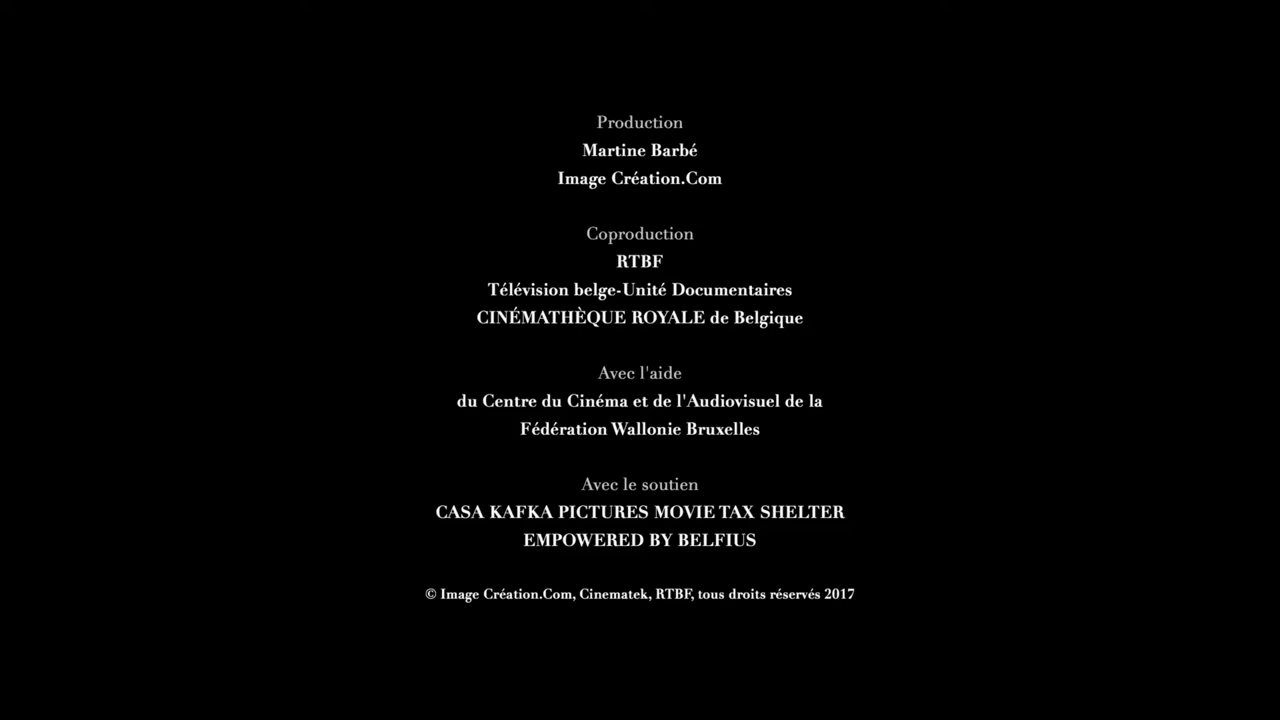 Production
Martine Barbé
Image Création.Com
Coproduction
RTBF
Télévision belge-Unité Documentaires
CINÉMATHÈQUE ROYALE de Belgique
Avec l'aide
du Centre du Cinéma et de l'Audiovisuel de la
Fédération Wallonie Bruxelles
Avec le soutien
CASA KAFKA PICTURES MOVIE TAX SHELTER
EMPOWERED BY BELFIUS
© Image Création.Com, Cinematek, RTBF, tous droits réservés 2017